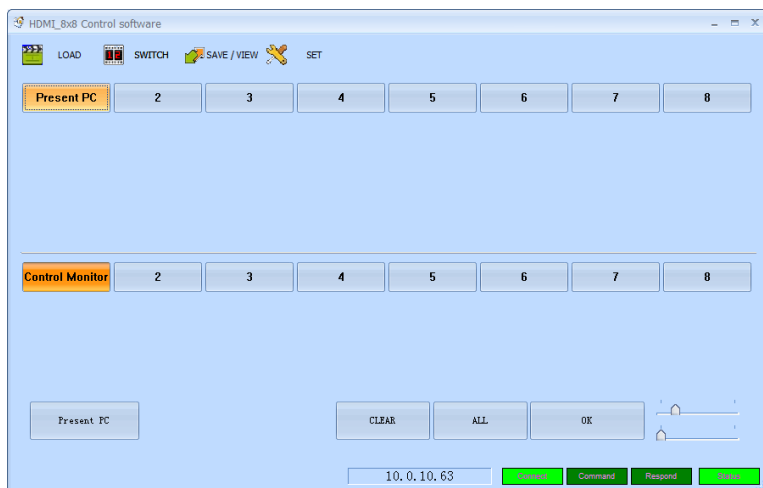 HDMI_8x8 Control software
LOAD SWITCH SAVE / VIEW SET
Present PC 2 3 4 5 6 7 8
Control Monitor 2 3 4 5 6 7 8
Present PC CLEAR ALL OK
10. 0. 10. 63 Connect Command Respond Status